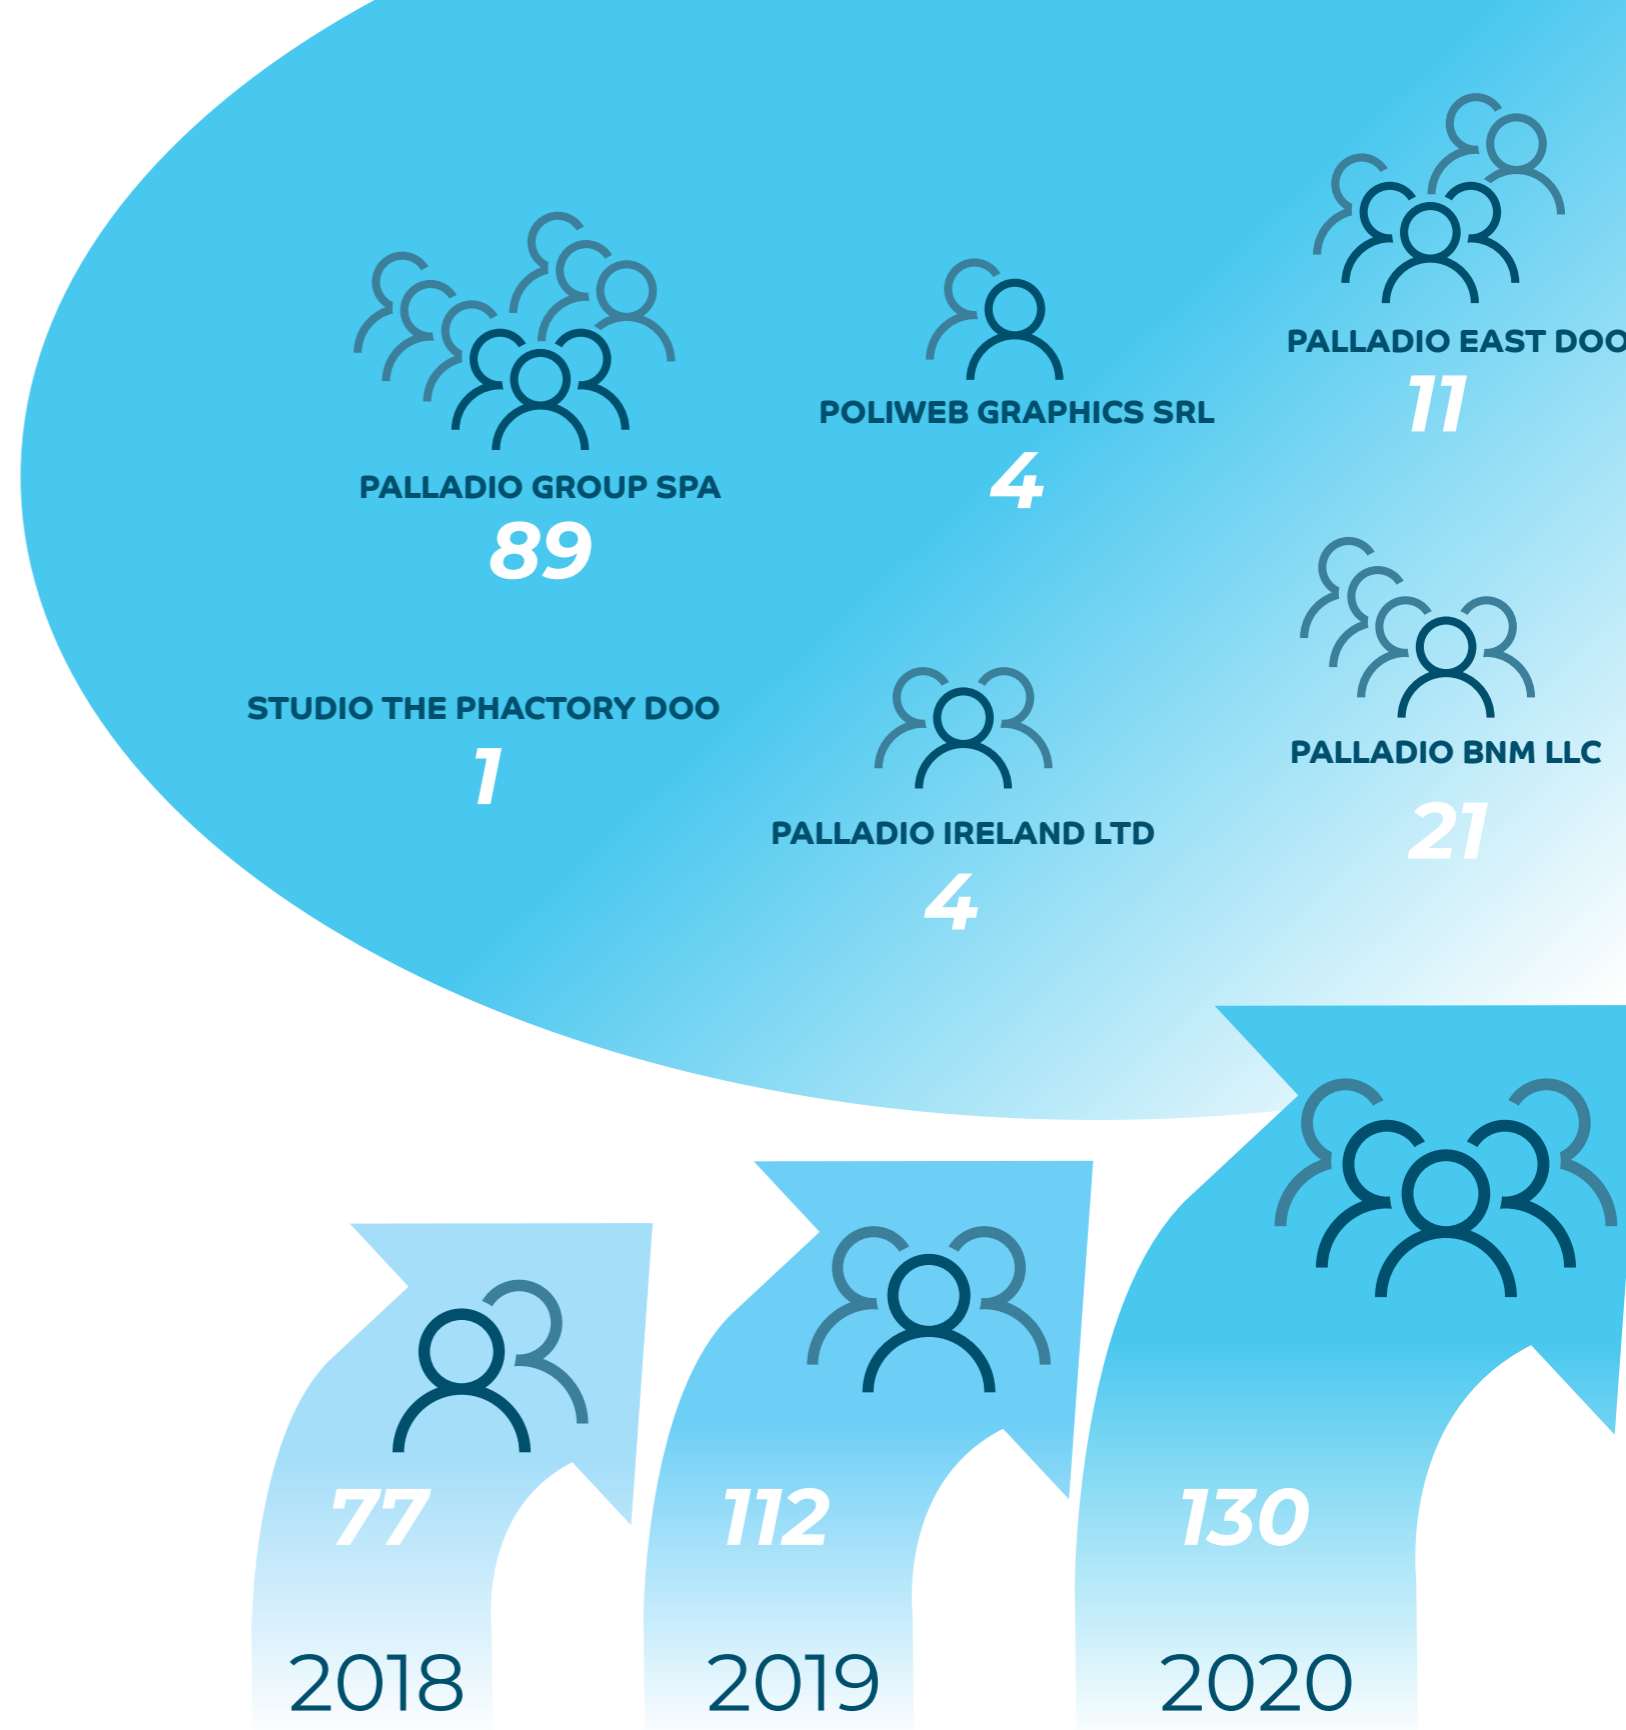 PALLADIO EAST DOO
11
POLIWEB GRAPHICS SRL
4
PALLADIO GROUP SPA
89
STUDIO THE PHACTORY DOO
1
PALLADIO IRELAND LTD
4
PALLADIO BNM LLC
21
77
112
130
2018
2019
2020